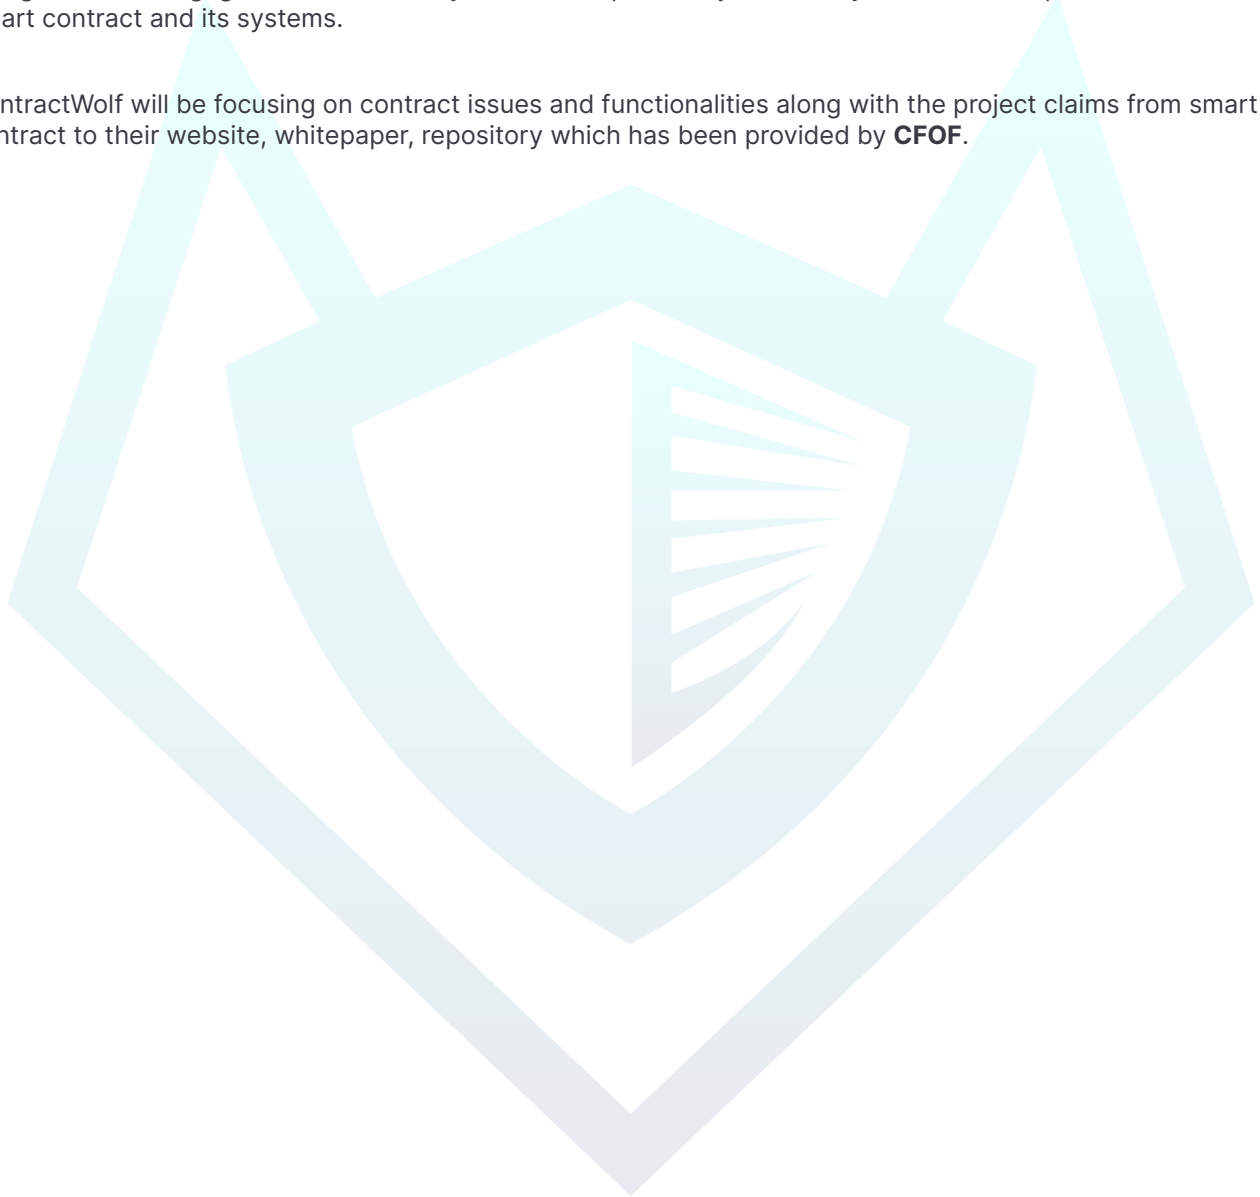 art contract and its systems.
ntractWolf will be focusing on contract issues and functionalities along with the project claims from smart
ntract to their website, whitepaper, repository which has been provided by CFOF.